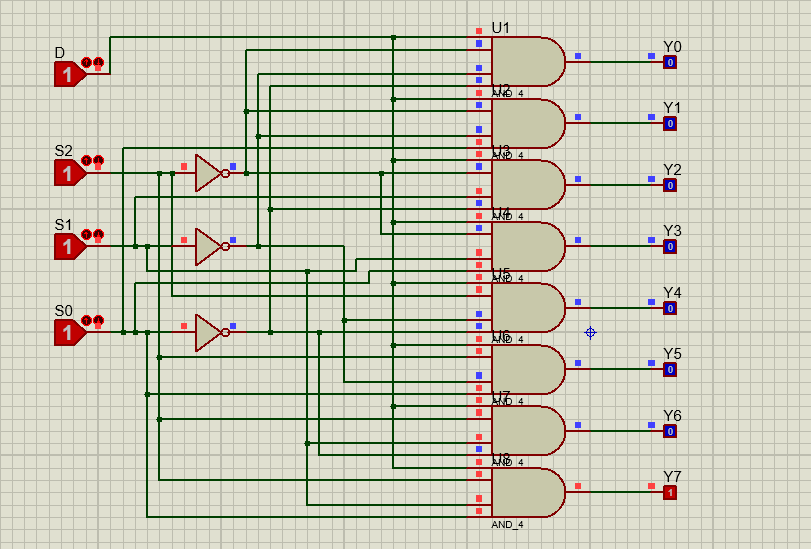 U1
D
1
Y0
0
U2
AND_4
Y1
0
S2
1
U3
AND_4
Y2
0
S1
1
U4
AND_4
Y3
0
U5
AND_4
Y4
0
S0
1
U6
AND_4
Y5
0
U7
AND_4
Y6
0
U8
AND_4
Y7
1
AND_4